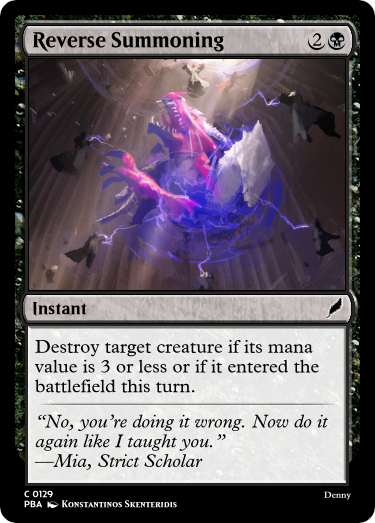 Reverse Summoning 2
Instant
Destroy target creature if its mana
value is 3 or less or if it entered the
battlefield this turn.
“No, you’re doing it wrong. Now do it
again like I taught you.”
—Mia, Strict Scholar
C 0129
PBA Konstantinos Skenteridis
Denny